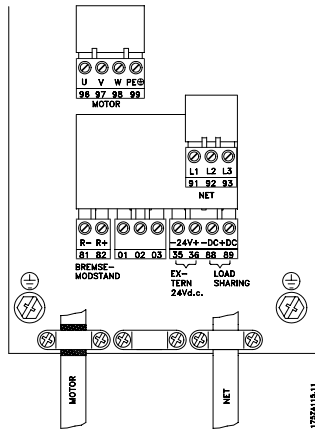 U V W PE
96 97 98 99
MOTOR
L1 L2 L3
91 92 93
NET
R- R+
-24V+ -DC+DC
81 82 01 02 03 35 36 88 89
BREMSE-
MODSTAND
EX-
TERN
24Vd.c.
LOAD
SHARING
MOTOR
NET
175ZA115.11